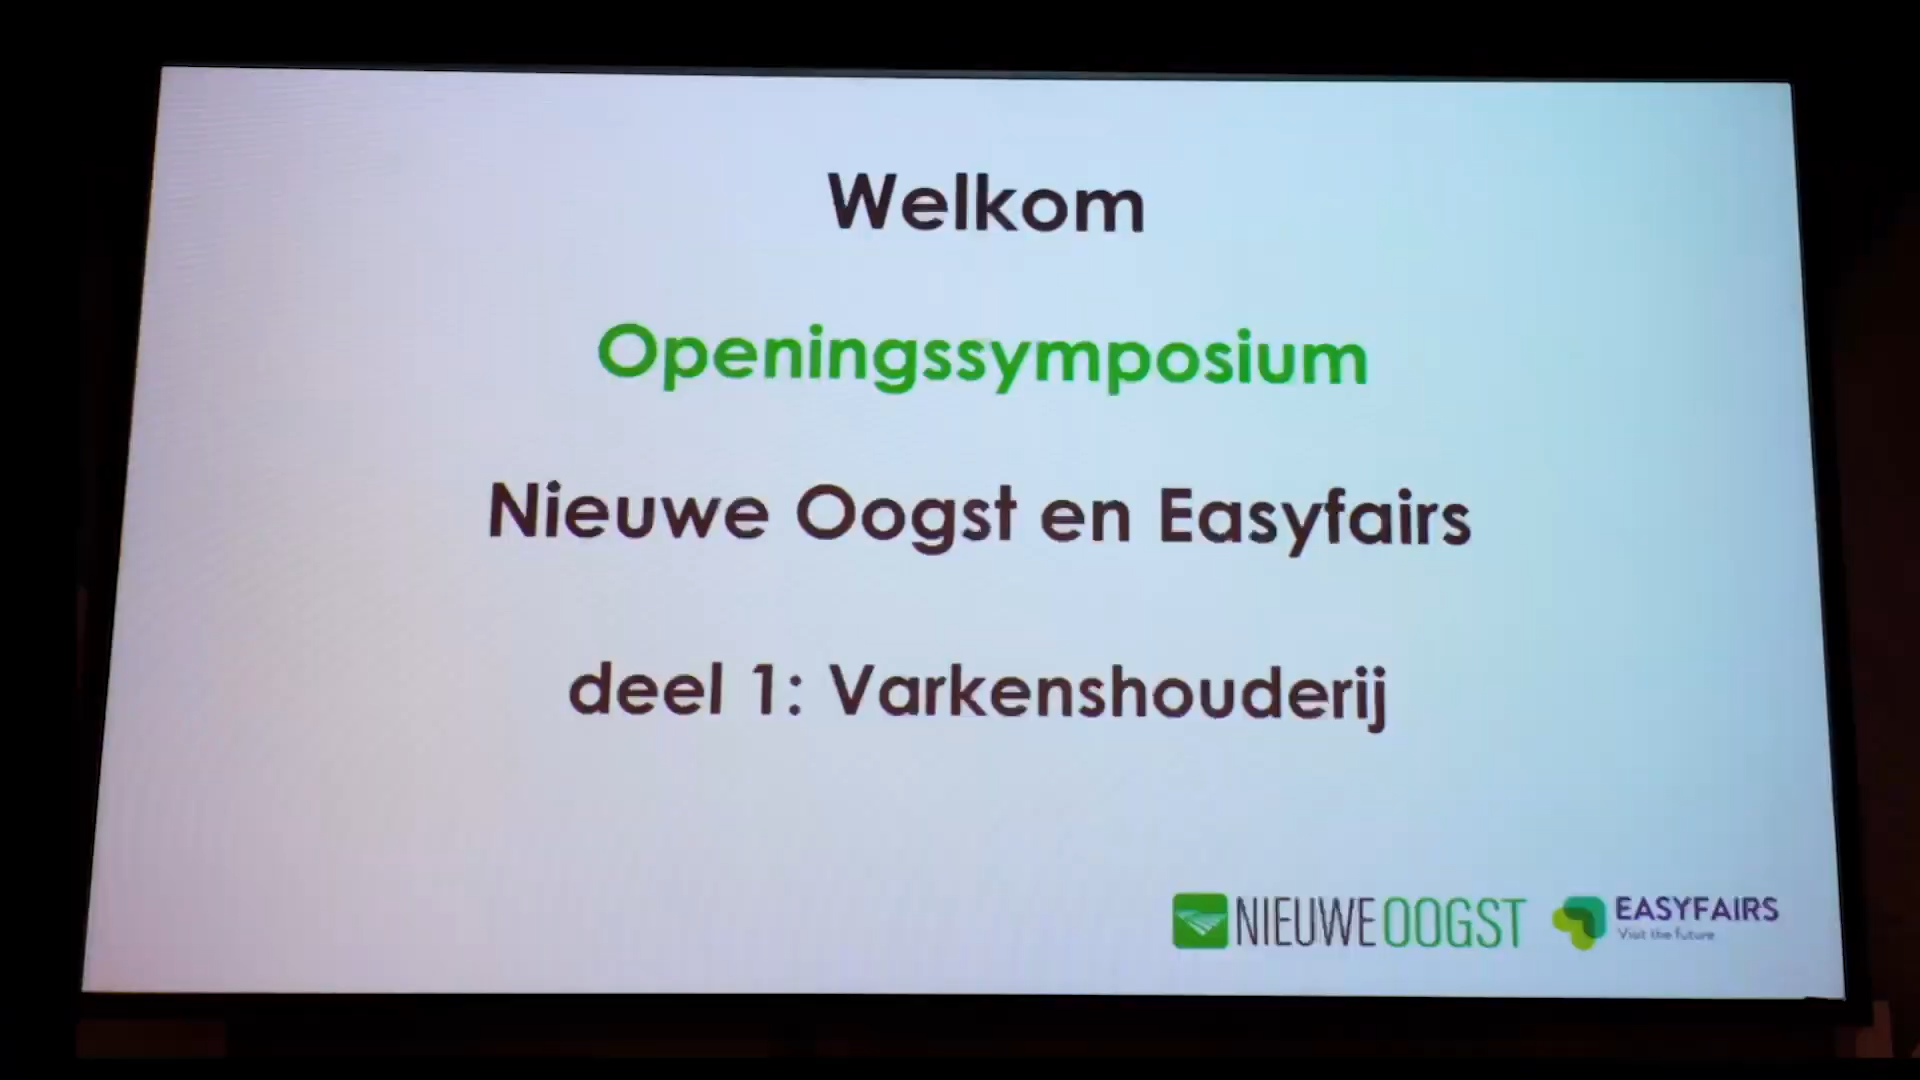 Welkom
Openingssymposium
Nieuwe Oogst en Easyfairs
deel 1: Varkenshouderij
NIEUWE OOGST
EASYFAIRS
Visit the future